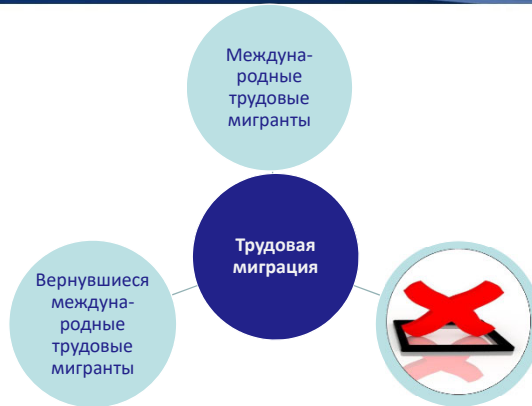 Междуна-
родные
трудовые
мигранты
Трудовая
миграция
Вернувшиеся
междуна-
родные
трудовые
мигранты